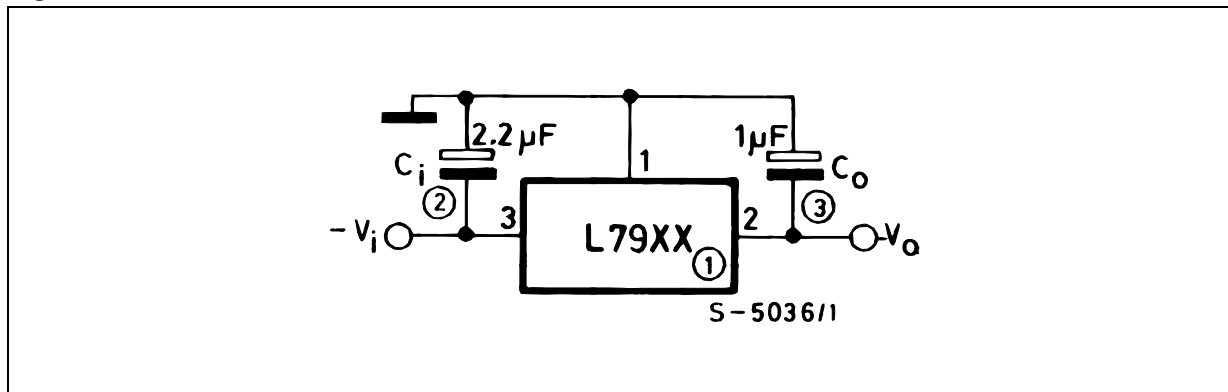 2.2µF
1µF
Ci
1
Co
②
③
3
2
-Vi
L79XX
-Vo
①
S-5036/1